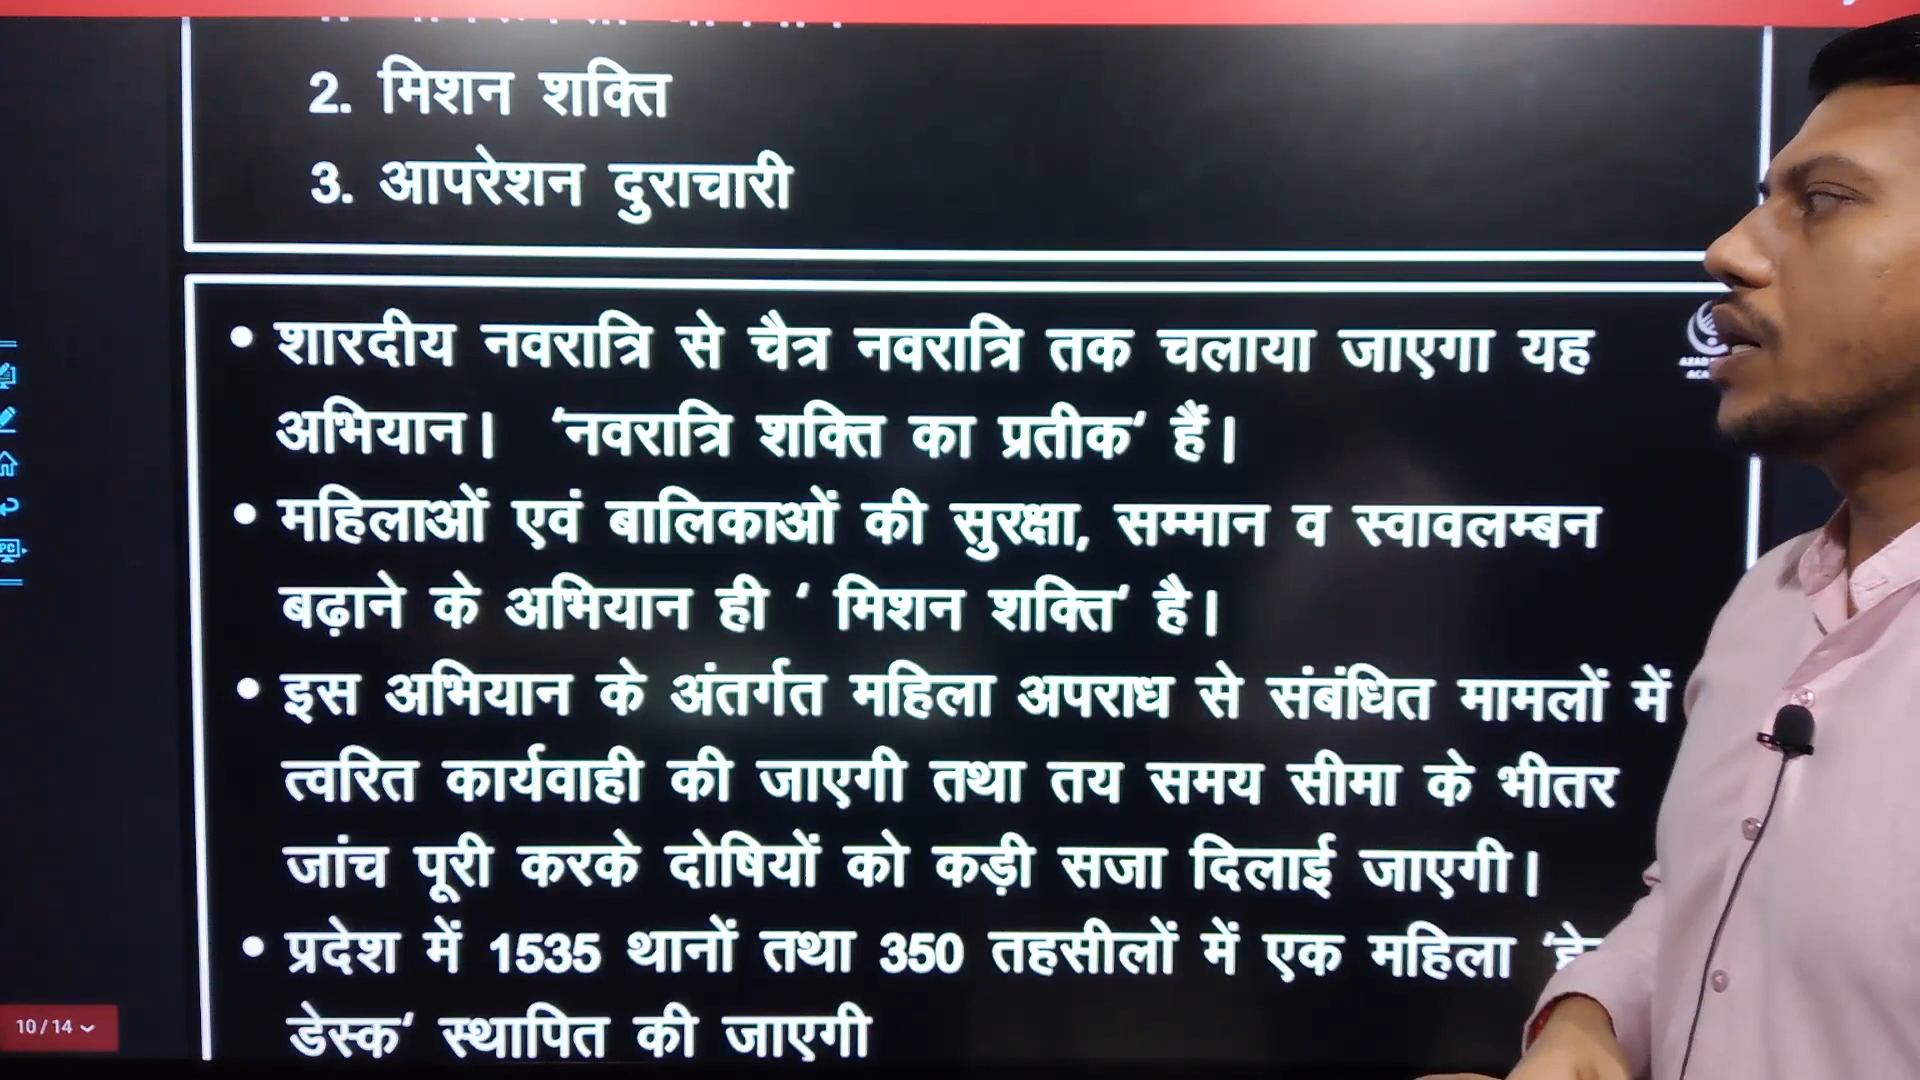 2. मिशन शक्ति
3. आपरेशन दुराचारी
• शारदीय नवरात्रि से चैत्र नवरात्रि तक चलाया जाएगा यह
अभियान। ‘नवरात्रि शक्ति का प्रतीक‘ हैं।
• महिलाओं एवं बालिकाओं की सुरक्षा, सम्मान व स्वावलम्बन
बढ़ाने के अभियान ही ‘ मिशन शक्ति‘ है।
• इस अभियान के अंतर्गत महिला अपराध से संबंधित मामलों में
त्वरित कार्यवाही की जाएगी तथा तय समय सीमा के भीतर
जांच पूरी करके दोषियों को कड़ी सजा दिलाई जाएगी।
• प्रदेश में 1535 थानों तथा 350 तहसीलों में एक महिला
डेस्क‘ स्थापित की जाएगी
10 / 14